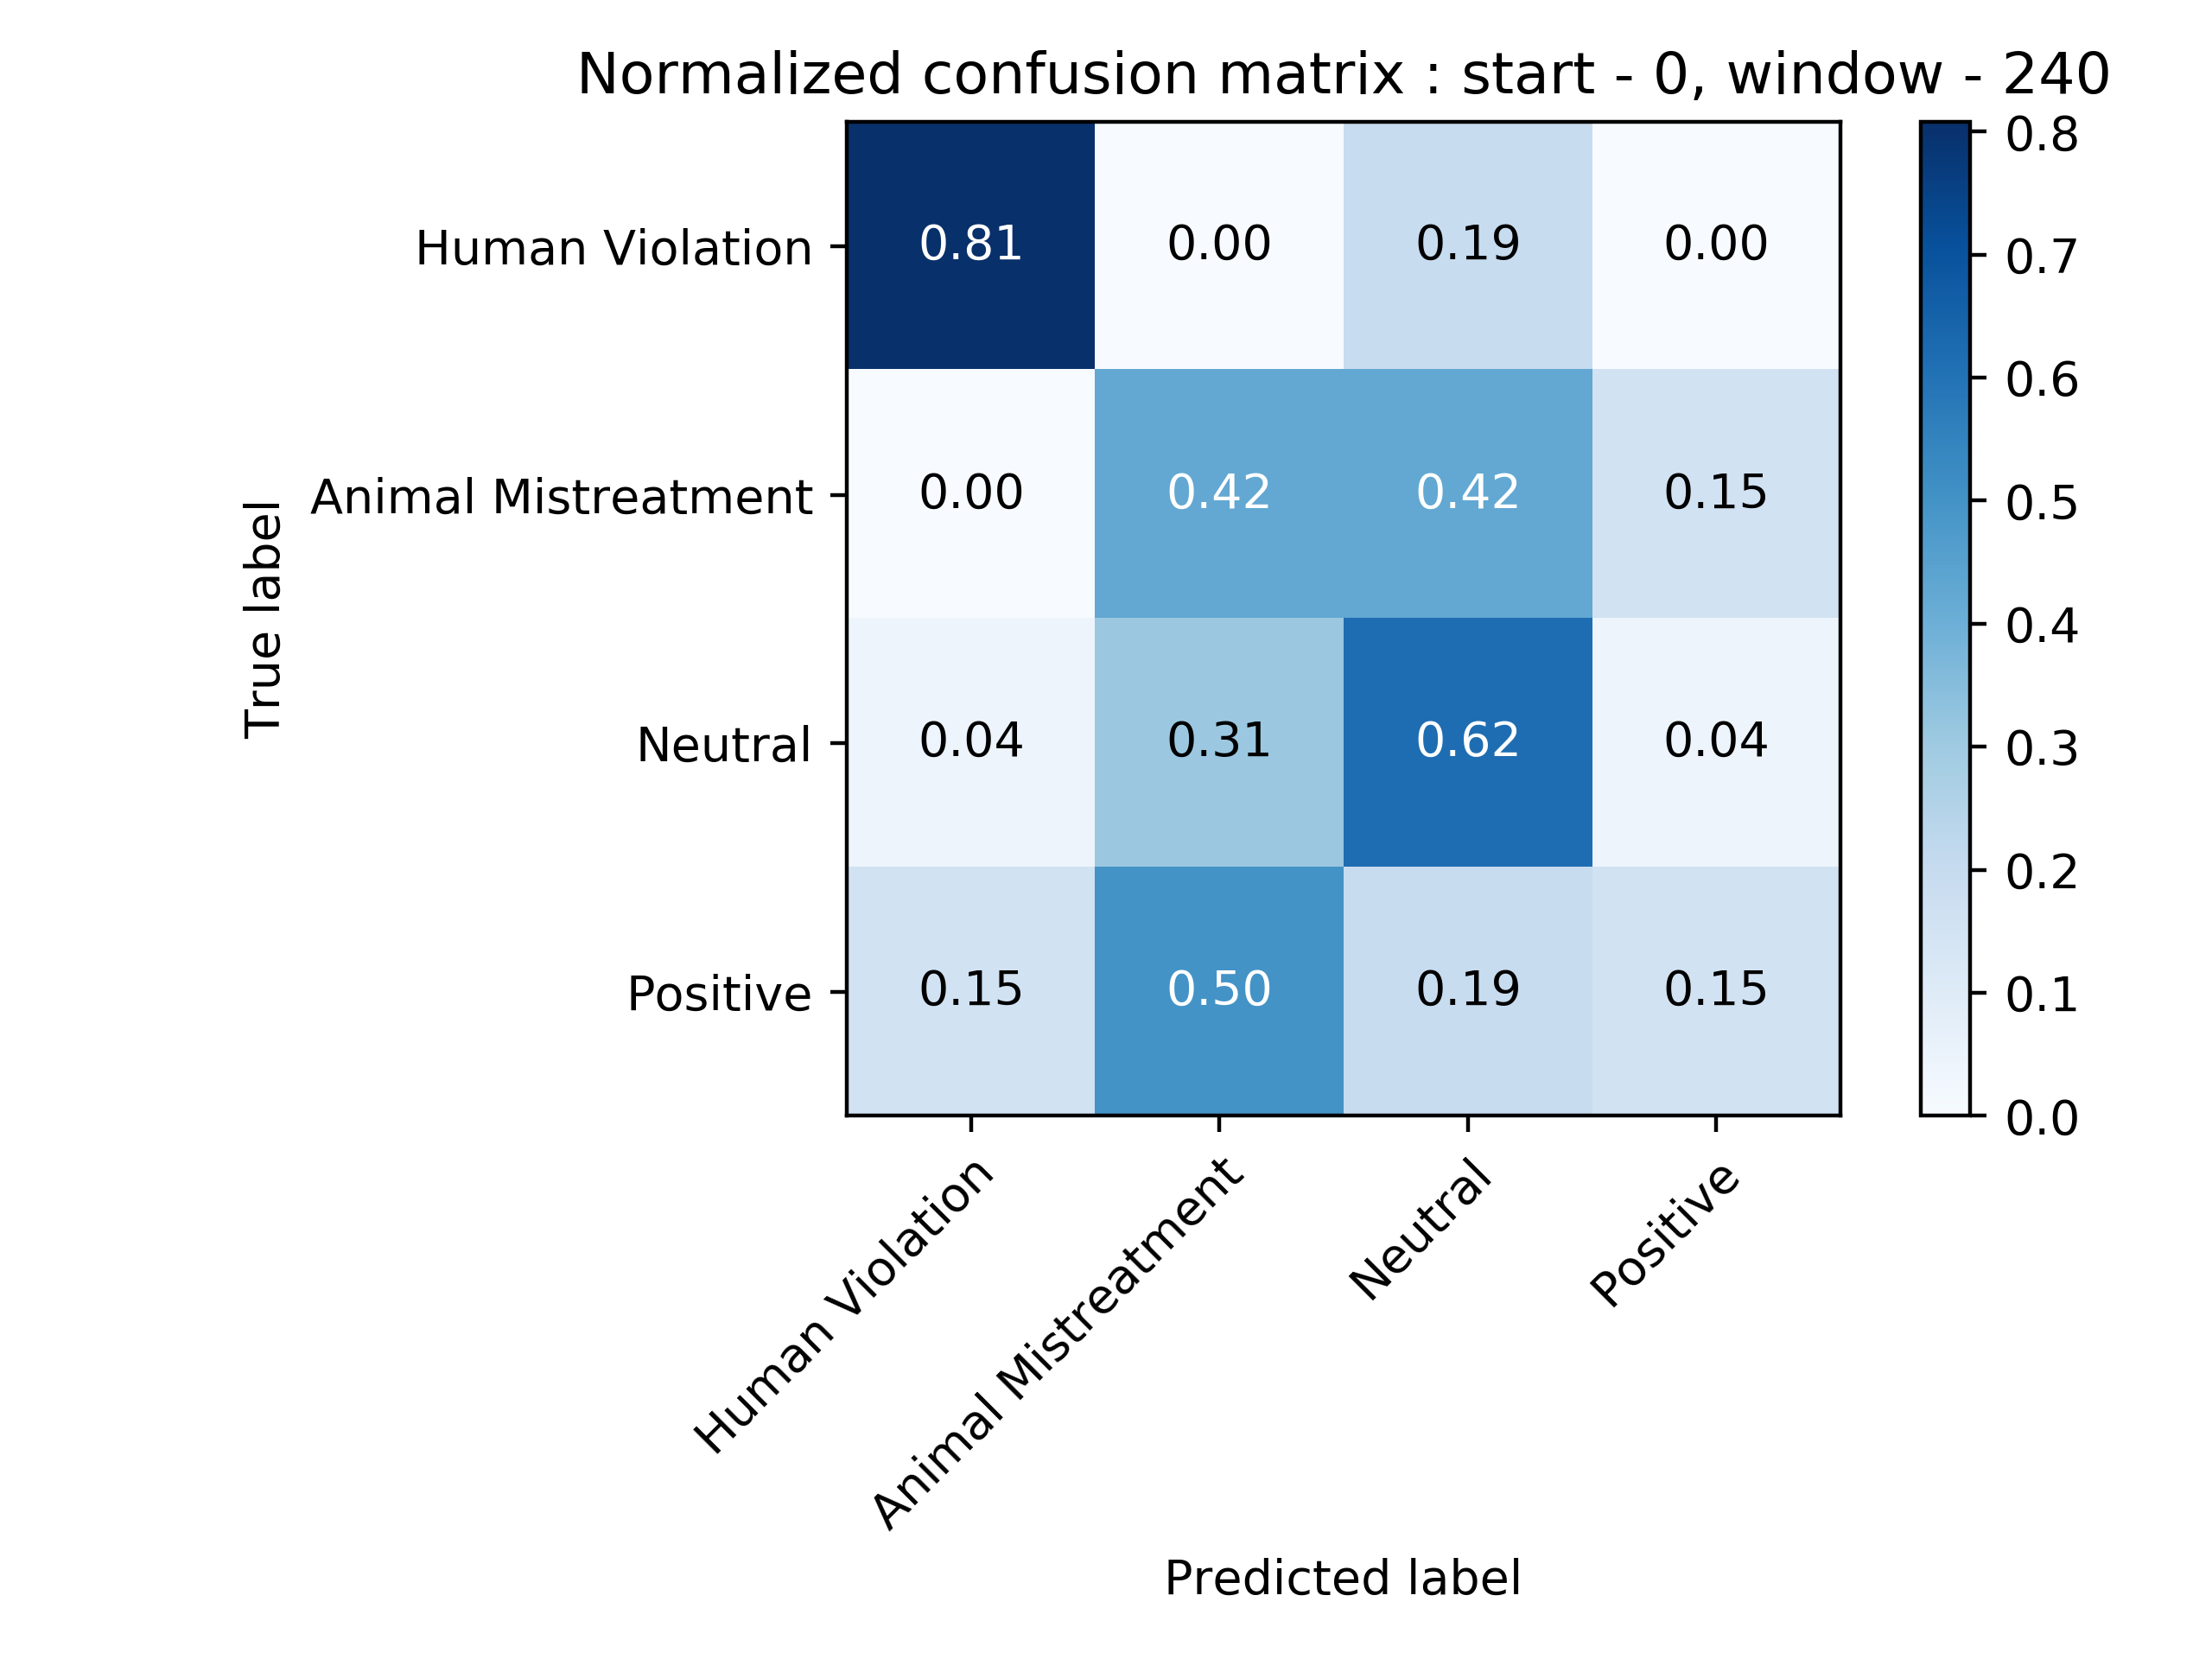 Normalized confusion matrix : start - 0, window - 240
True label
Human Violation 0.81 0.00 0.19 0.00
Animal Mistreatment 0.00 0.42 0.42 0.15
Neutral 0.04 0.31 0.62 0.04
Positive 0.15 0.50 0.19 0.15
Human Violation
Animal Mistreatment
Neutral
Positive
Predicted label
0.8
0.7
0.6
0.5
0.4
0.3
0.2
0.1
0.0